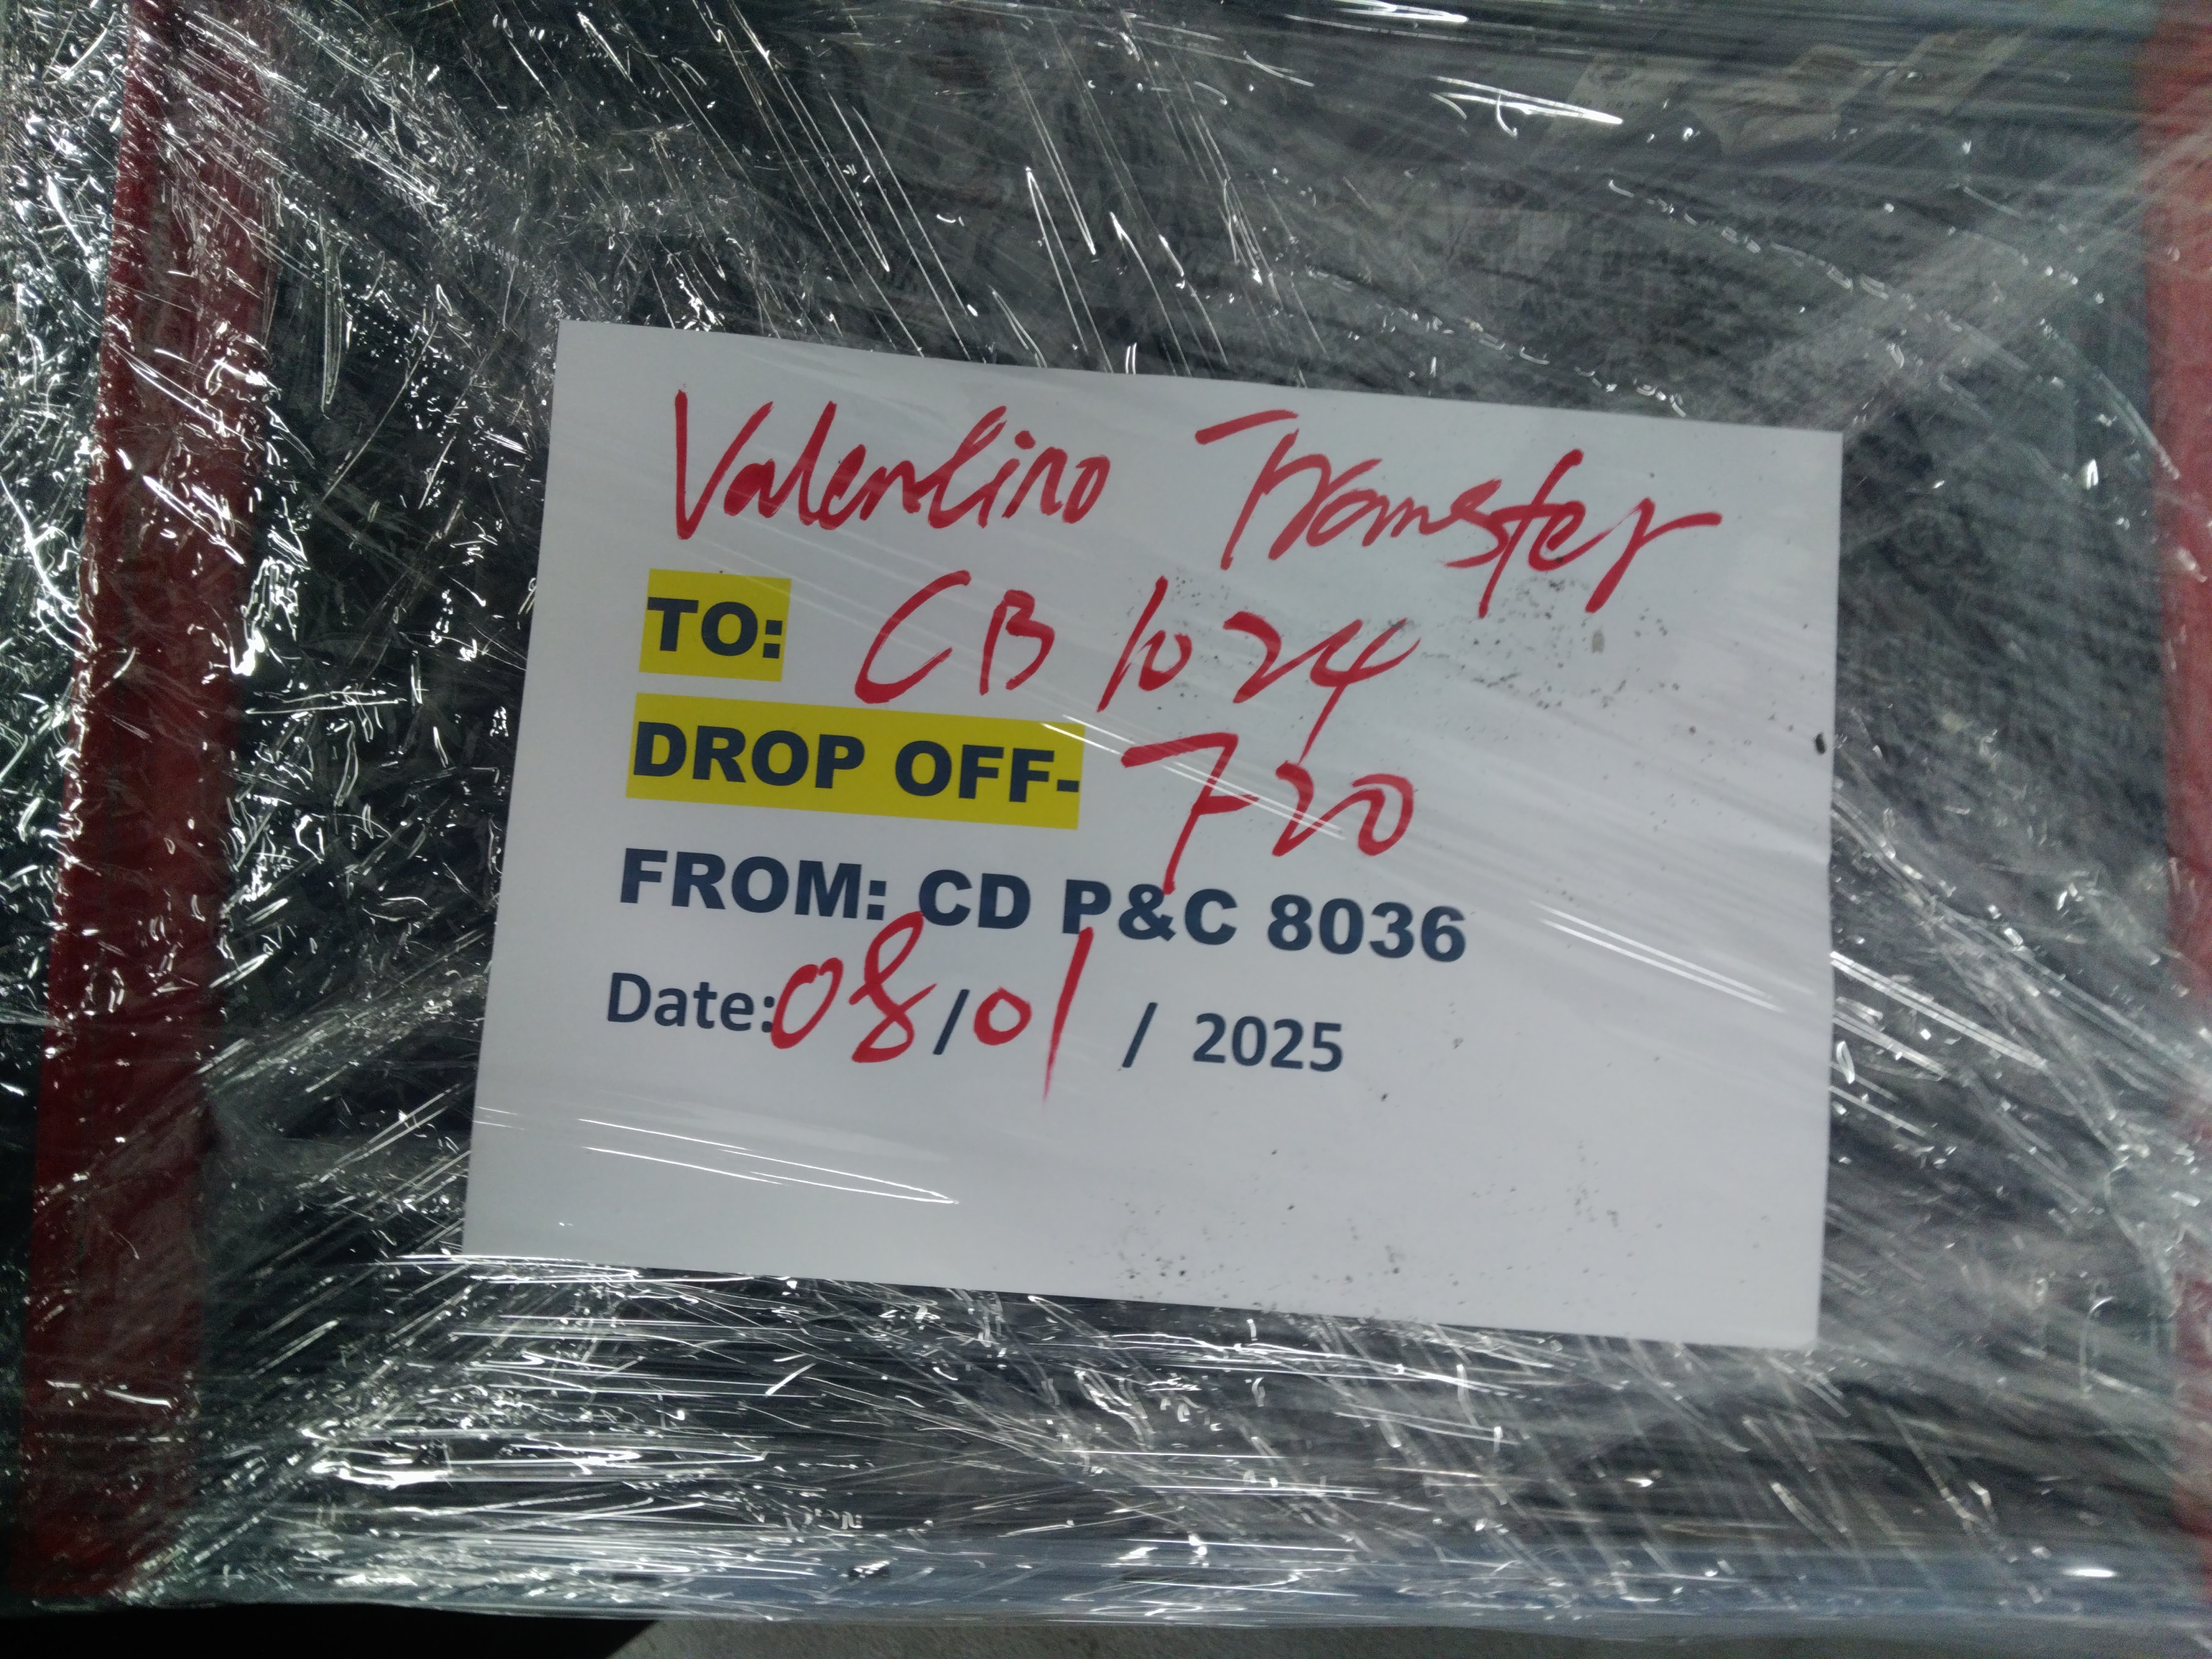 Valentino Transfer
TO: CB 1024
DROP OFF- 720
FROM: CD P&C 8036
Date: 08/01 / 2025